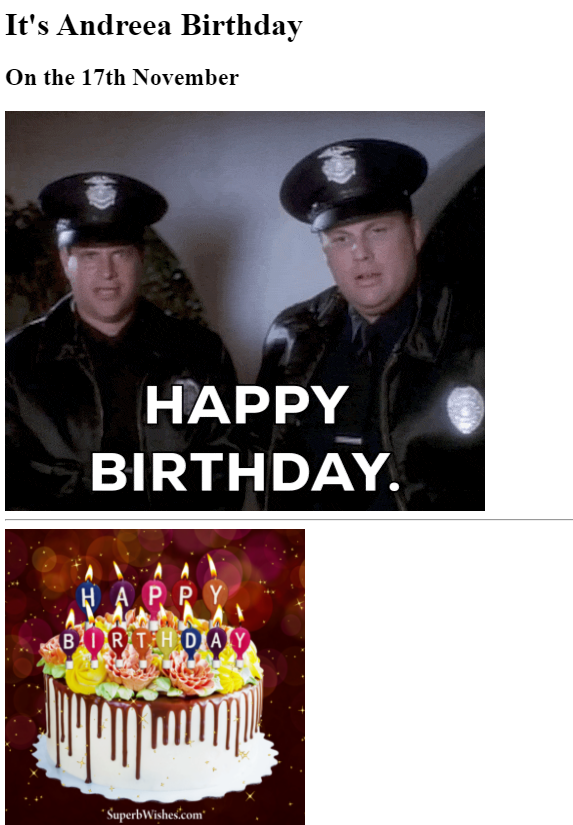 It's Andreea Birthday
On the 17th November
HAPPY
BIRTHDAY.
HAPPY
BIRTHDAY
SuperbWishes.com